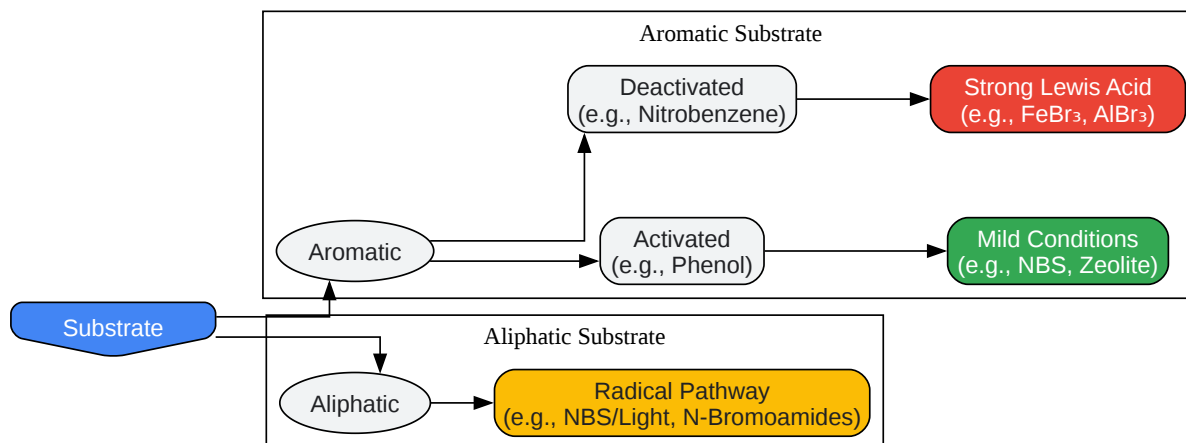 Aromatic Substrate
Deactivated
(e.g., Nitrobenzene)
Strong Lewis Acid
(e.g., FeBr₃, AlBr₃)
Aromatic
Activated
(e.g., Phenol)
Mild Conditions
(e.g., NBS, Zeolite)
Substrate
Aliphatic Substrate
Aliphatic
Radical Pathway
(e.g., NBS/Light, N-Bromoamides)